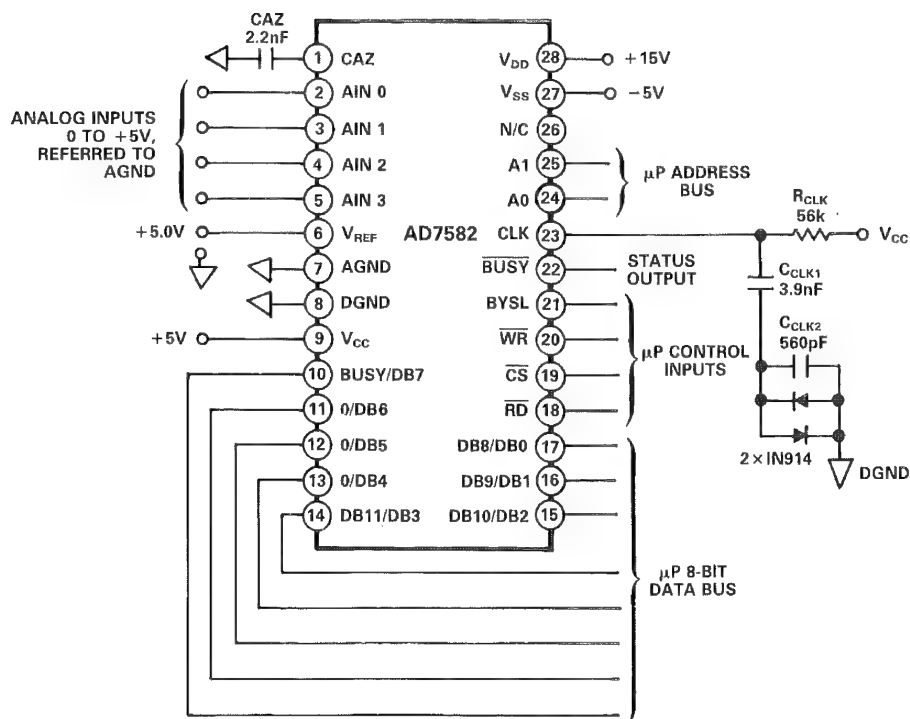 CAZ
2.2nF
1 CAZ
2 AIN 0
3 AIN 1
4 AIN 2
5 AIN 3
6 VREF
7 AGND
8 DGND
9 VCC
10 BUSY/DB7
11 0/DB6
12 0/DB5
13 0/DB4
14 DB11/DB3
ANALOG INPUTS
0 TO +5V,
REFERRED TO
AGND
+5.0V
+5V
AD7582
VDD 28 +15V
VSS 27 −5V
N/C 26
A1 25
A0 24
CLK 23
B̅U̅S̅Y̅ 22
BYSL 21
W̅R̅ 20
C̅S̅ 19
R̅D̅ 18
DB8/DB0 17
DB9/DB1 16
DB10/DB2 15
μP ADDRESS
BUS
RCLK
56k
VCC
STATUS
OUTPUT
CCLK1
3.9nF
CCLK2
560pF
μP CONTROL
INPUTS
2×IN914
DGND
μP 8-BIT
DATA BUS